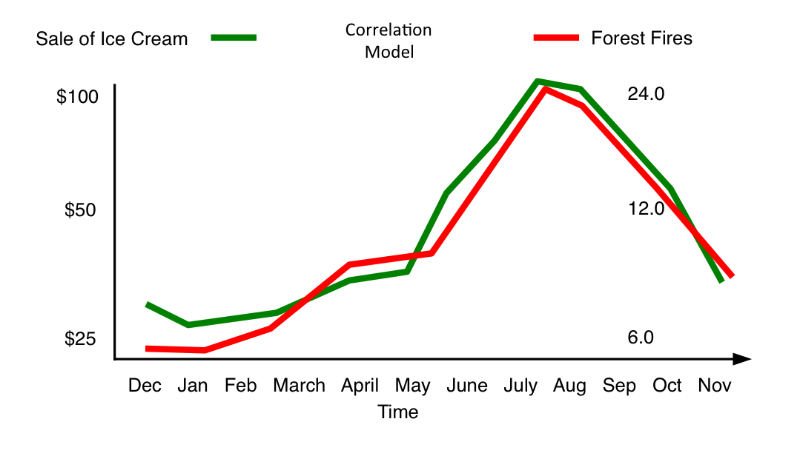 Sale of Ice Cream
Correlation
Model
Forest Fires
$100
24.0
$50
12.0
$25
6.0
Dec Jan Feb March April May June July Aug Sep Oct Nov
Time